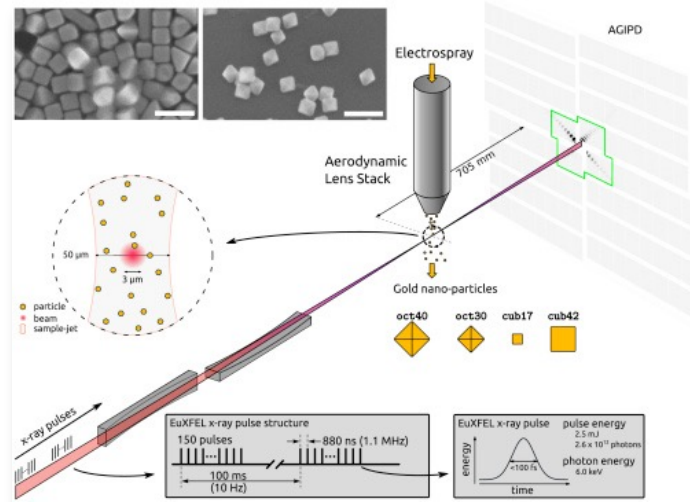 AGIPD
Electrospray
Aerodynamic
Lens Stack
705 mm
50 µm
3 µm
particle
beam
sample-jet
Gold nano-particles
oct40
oct30
cub17
cub42
x-ray pulses
EuXFEL x-ray pulse structure
150 pulses
880 ns (1.1 MHz)
100 ms
(10 Hz)
EuXFEL x-ray pulse
energy
<100 fs
time
pulse energy
2.5 mJ
2.6 x 10¹² photons
photon energy
6.0 keV